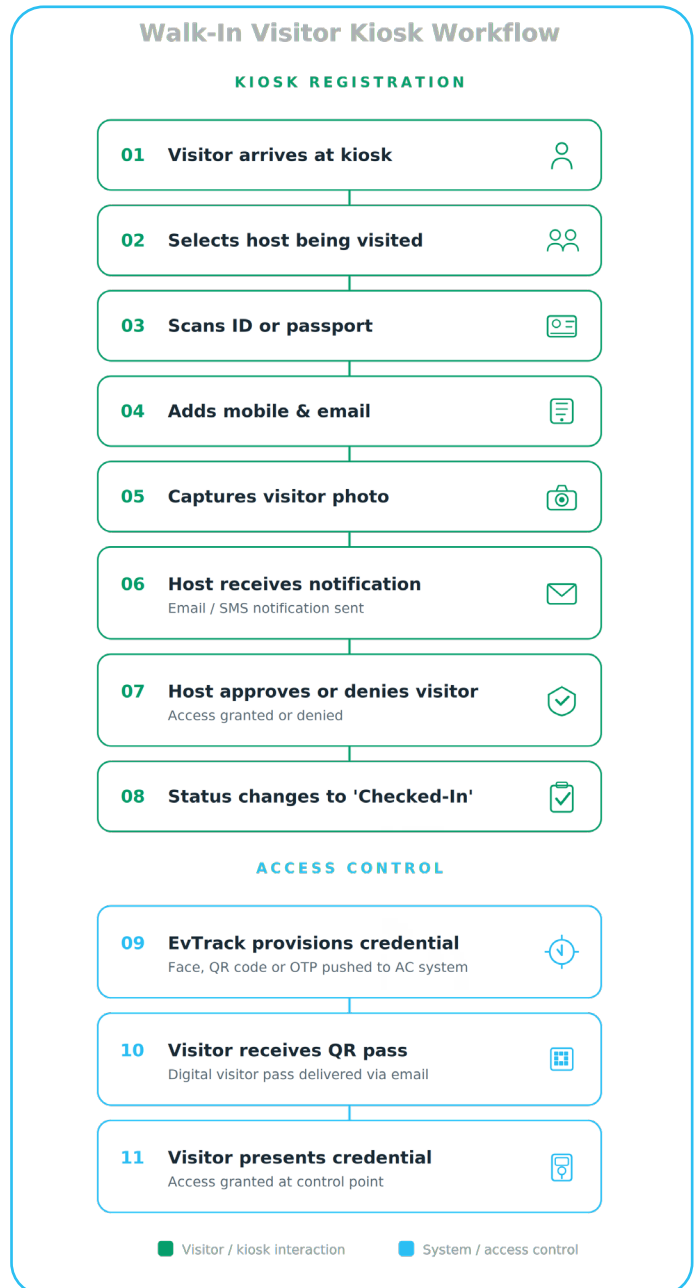 Walk-In Visitor Kiosk Workflow
KIOSK REGISTRATION
01 Visitor arrives at kiosk
02 Selects host being visited
03 Scans ID or passport
04 Adds mobile & email
05 Captures visitor photo
06 Host receives notification
Email / SMS notification sent
07 Host approves or denies visitor
Access granted or denied
08 Status changes to 'Checked-In'
ACCESS CONTROL
09 EvTrack provisions credential
Face, QR code or OTP pushed to AC system
10 Visitor receives QR pass
Digital visitor pass delivered via email
11 Visitor presents credential
Access granted at control point
Visitor / kiosk interaction
System / access control